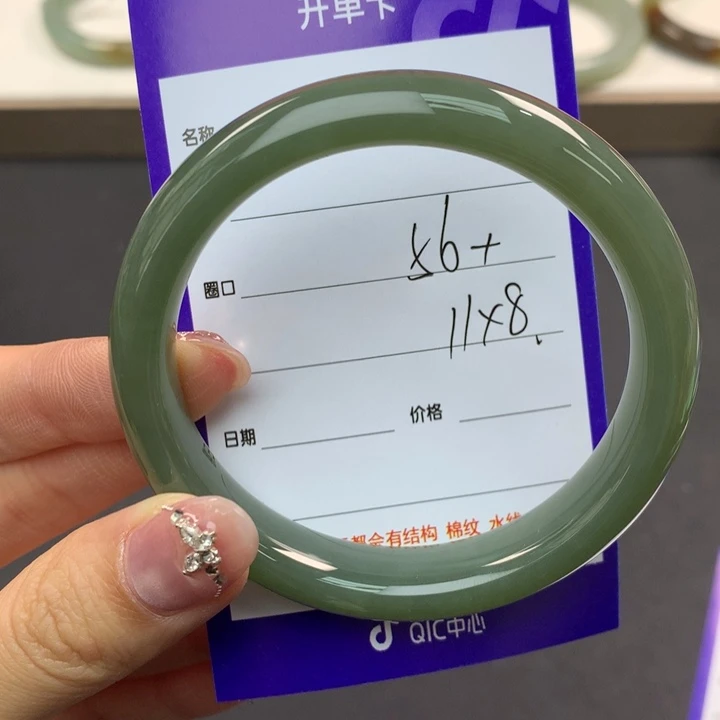 开单卡
名称
56+
圈口
11x8.
日期 价格
都会有结构 棉纹 水线
QIC中心